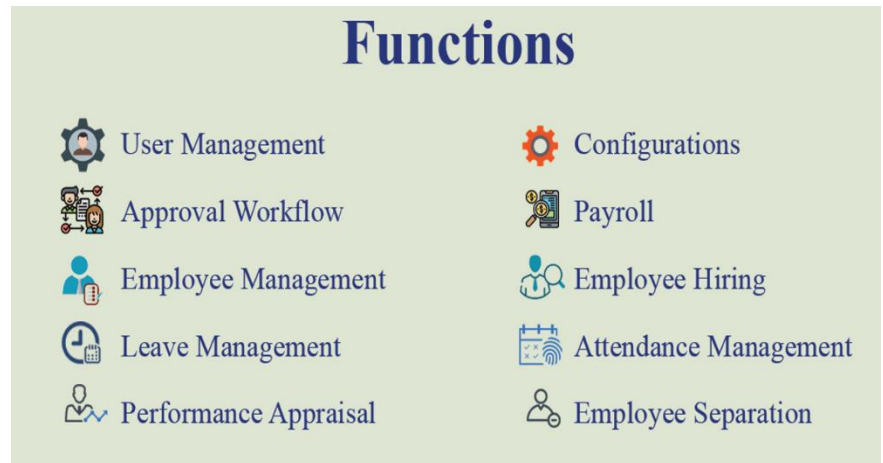 Functions
User Management
Configurations
Approval Workflow
Payroll
Employee Management
Employee Hiring
Leave Management
Attendance Management
Performance Appraisal
Employee Separation